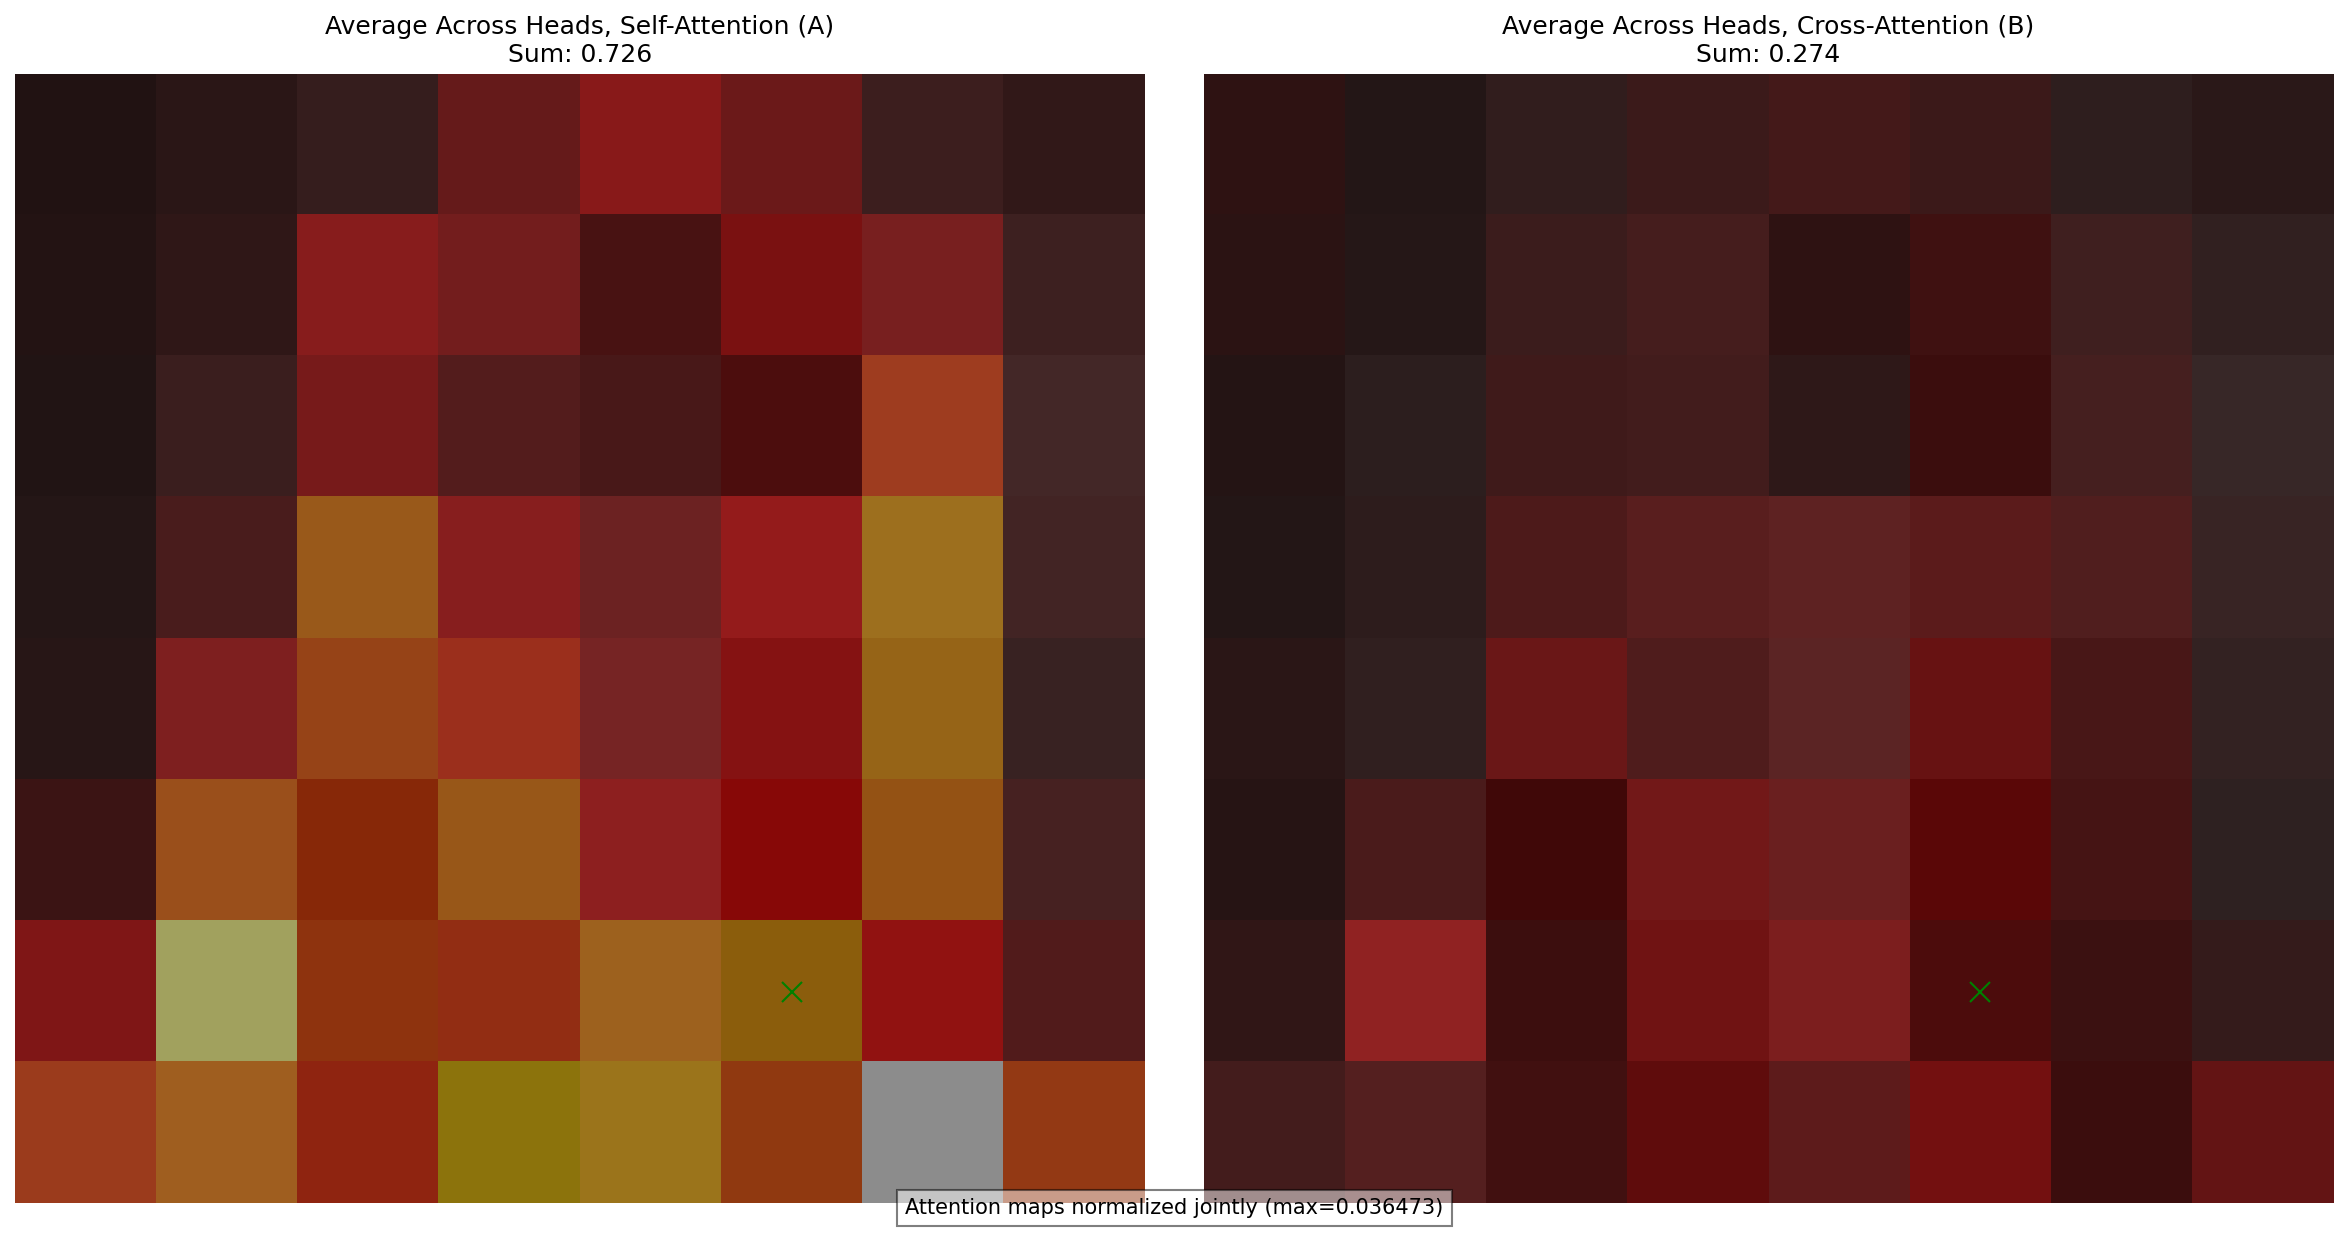 Average Across Heads, Self-Attention (A)
Sum: 0.726
Average Across Heads, Cross-Attention (B)
Sum: 0.274
Attention maps normalized jointly (max=0.036473)